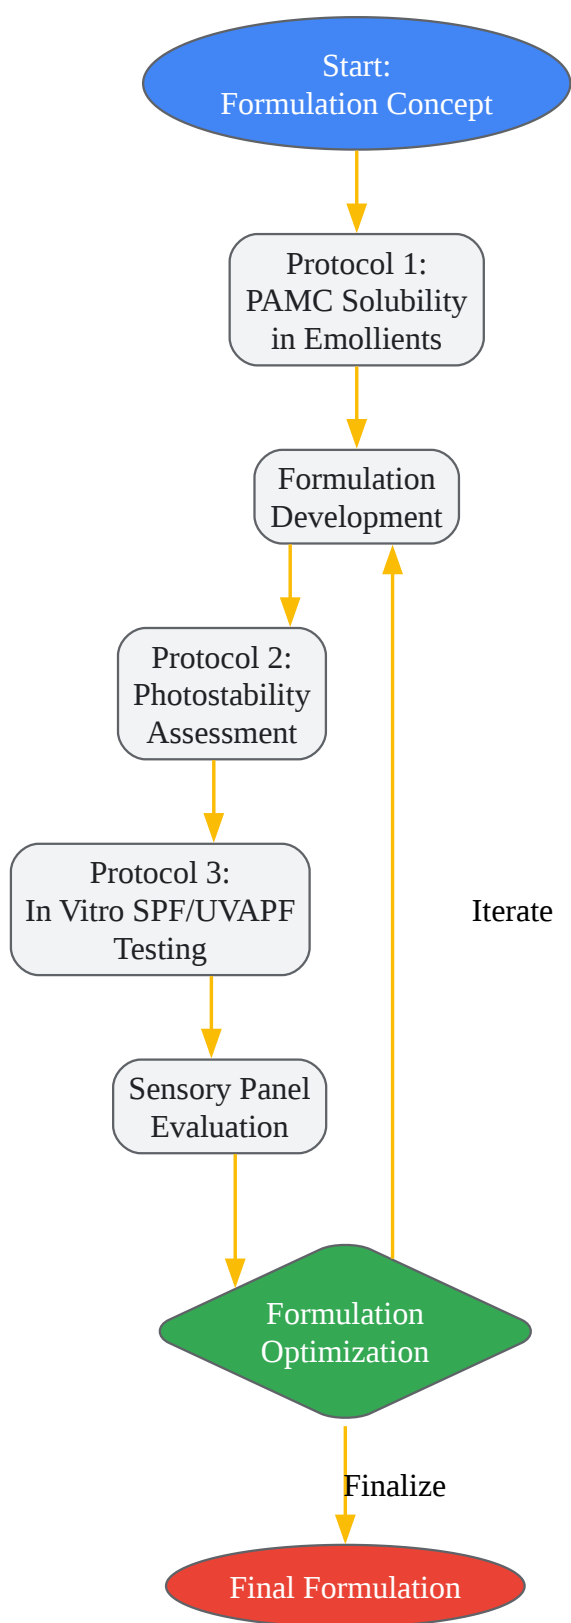 Start:
Formulation Concept
Protocol 1:
PAMC Solubility
in Emollients
Formulation
Development
Protocol 2:
Photostability
Assessment
Protocol 3:
In Vitro SPF/UVAPF
Testing
Iterate
Sensory Panel
Evaluation
Formulation
Optimization
Finalize
Final Formulation